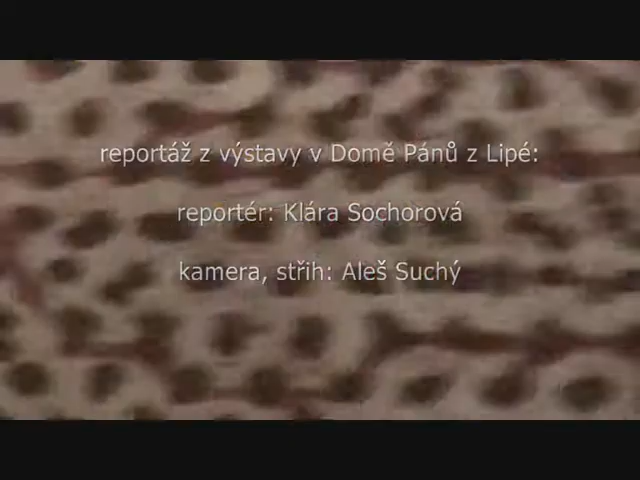 reportáž z výstavy v Domě Pánů z Lipé:
reportér: Klára Sochorová
kamera, střih: Aleš Suchý